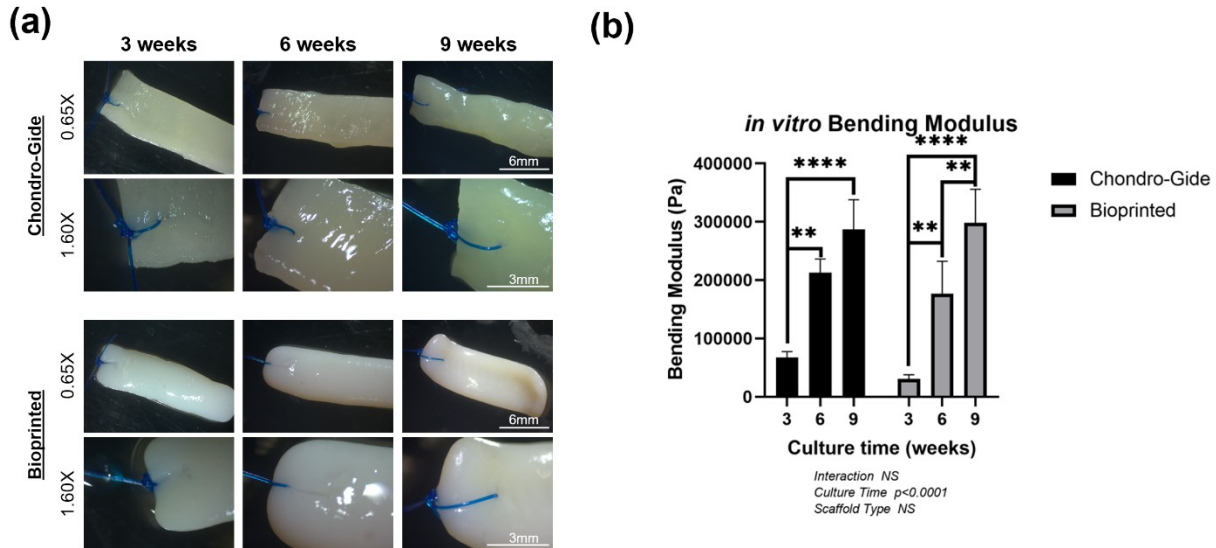 (a)
3 weeks 6 weeks 9 weeks
Chondro-Gide
0.65X
6mm
1.60X
3mm
Bioprinted
0.65X
6mm
1.60X
3mm
(b)
in vitro Bending Modulus
Bending Modulus (Pa)
400000
300000
200000
100000
0
**
****
**
****
**
3 6 9 3 6 9
Culture time (weeks)
Chondro-Gide
Bioprinted
Interaction NS
Culture Time p<0.0001
Scaffold Type NS